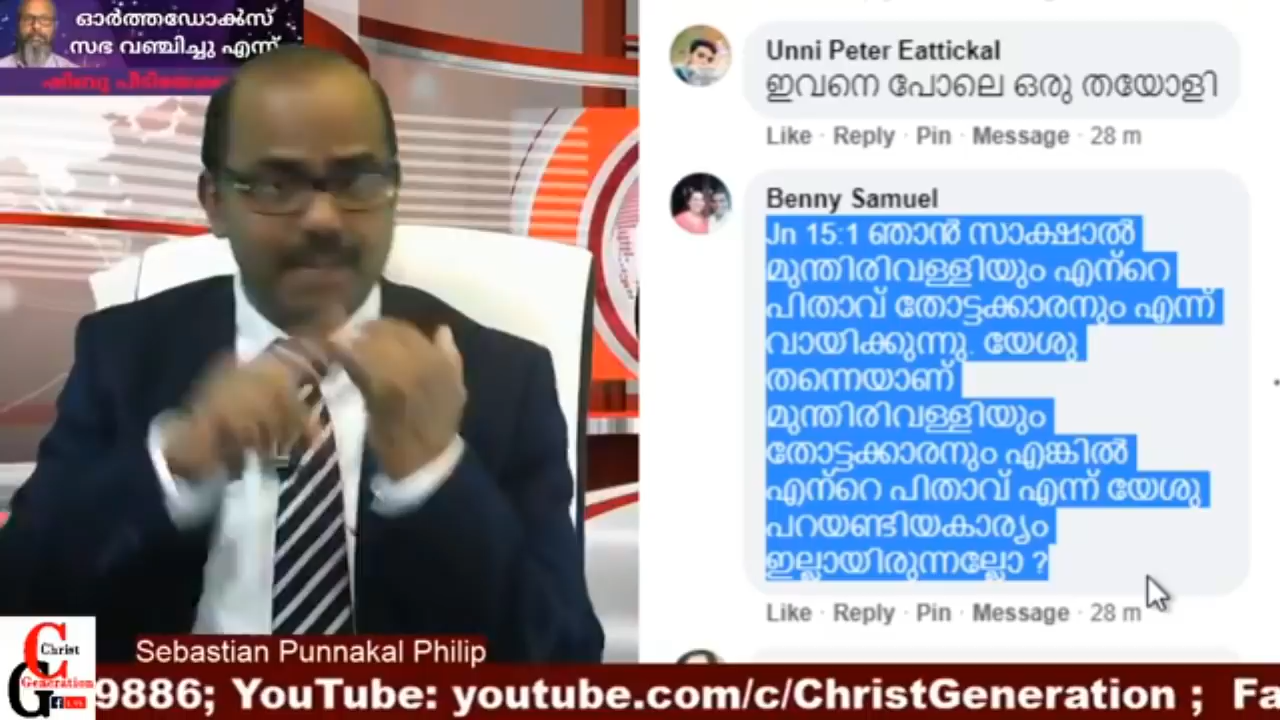 ഓർത്തഡോക്സ്
സഭ വഞ്ചിച്ചു എന്ന്
ഷിബു
Unni Peter Eattickal
ഇവനെ പോലെ ഒരു തയോളി
Like · Reply · Pin · Message · 28 m
Benny Samuel
Jn 15:1 ഞാൻ സാക്ഷാൽ
മുന്തിരിവള്ളിയും എന്റെ
പിതാവ് തോട്ടക്കാരനും എന്ന്
വായിക്കുന്നു. യേശു
തന്നെയാണ്
മുന്തിരിവള്ളിയും
തോട്ടക്കാരനും എങ്കിൽ
എന്റെ പിതാവ് എന്ന് യേശു
പറയണ്ടിയകാര്യം
ഇല്ലായിരുന്നല്ലോ ?
Like · Reply · Pin · Message · 28 m
Sebastian Punnakal Philip
Christ
Generation
9886; YouTube: youtube.com/c/ChristGeneration ; Fa